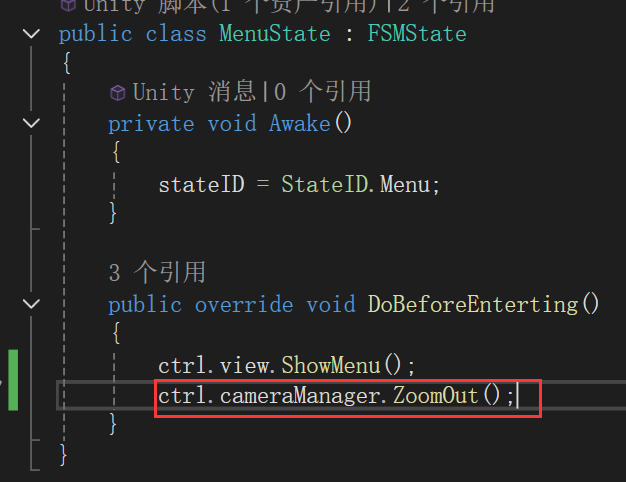 Unity 脚本(1 个资产引用)|2 个引用
public class MenuState : FSMState
{
Unity 消息|0 个引用
private void Awake()
{
stateID = StateID.Menu;
}
3 个引用
public override void DoBeforeEnterting()
{
ctrl.view.ShowMenu();
ctrl.cameraManager.ZoomOut();
}
}